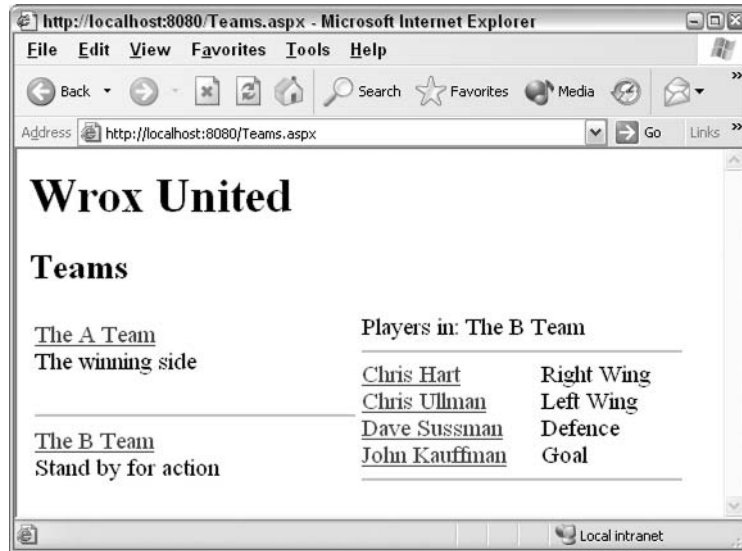 http://localhost:8080/Teams.aspx - Microsoft Internet Explorer
File Edit View Favorites Tools Help
Back Search Favorites Media »
Address http://localhost:8080/Teams.aspx Go Links »
Wrox United
Teams
The A Team
The winning side
The B Team
Stand by for action
Players in: The B Team
Chris Hart Right Wing
Chris Ullman Left Wing
Dave Sussman Defence
John Kauffman Goal
Local intranet